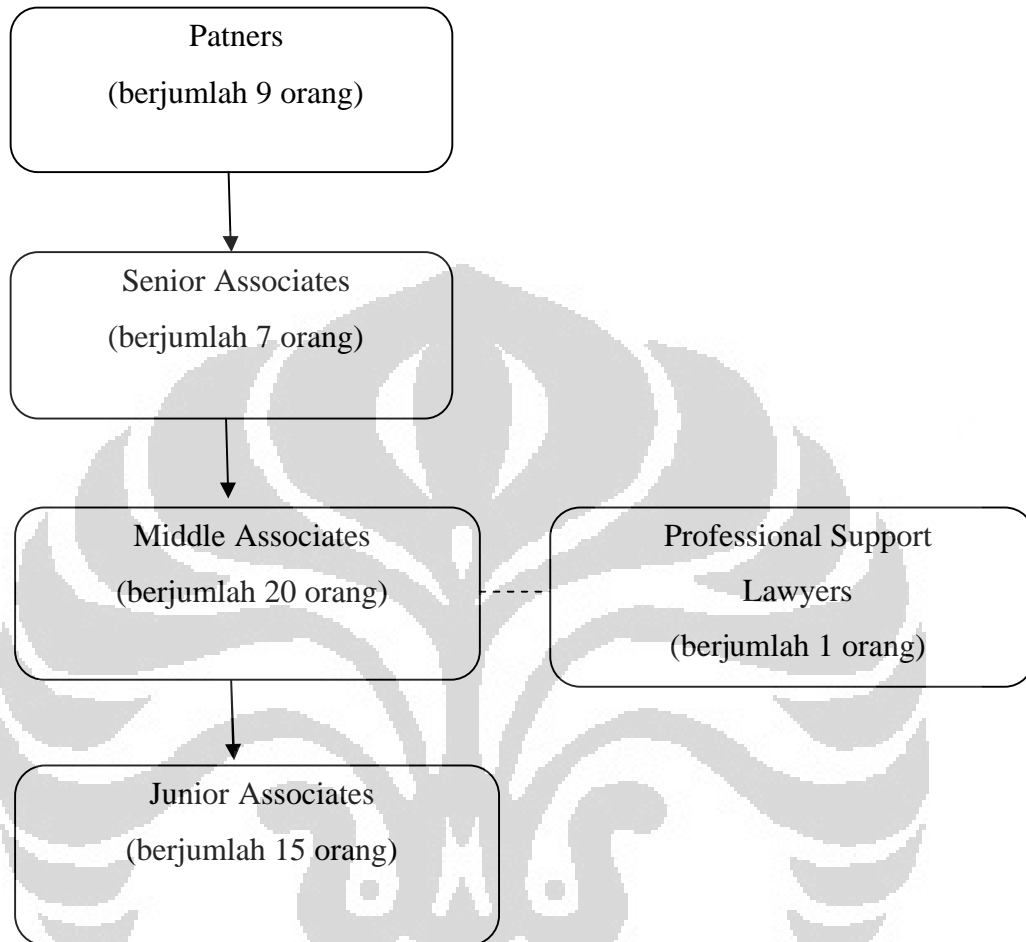 Patners
(berjumlah 9 orang)
Senior Associates
(berjumlah 7 orang)
Middle Associates
(berjumlah 20 orang)
Professional Support
Lawyers
(berjumlah 1 orang)
Junior Associates
(berjumlah 15 orang)